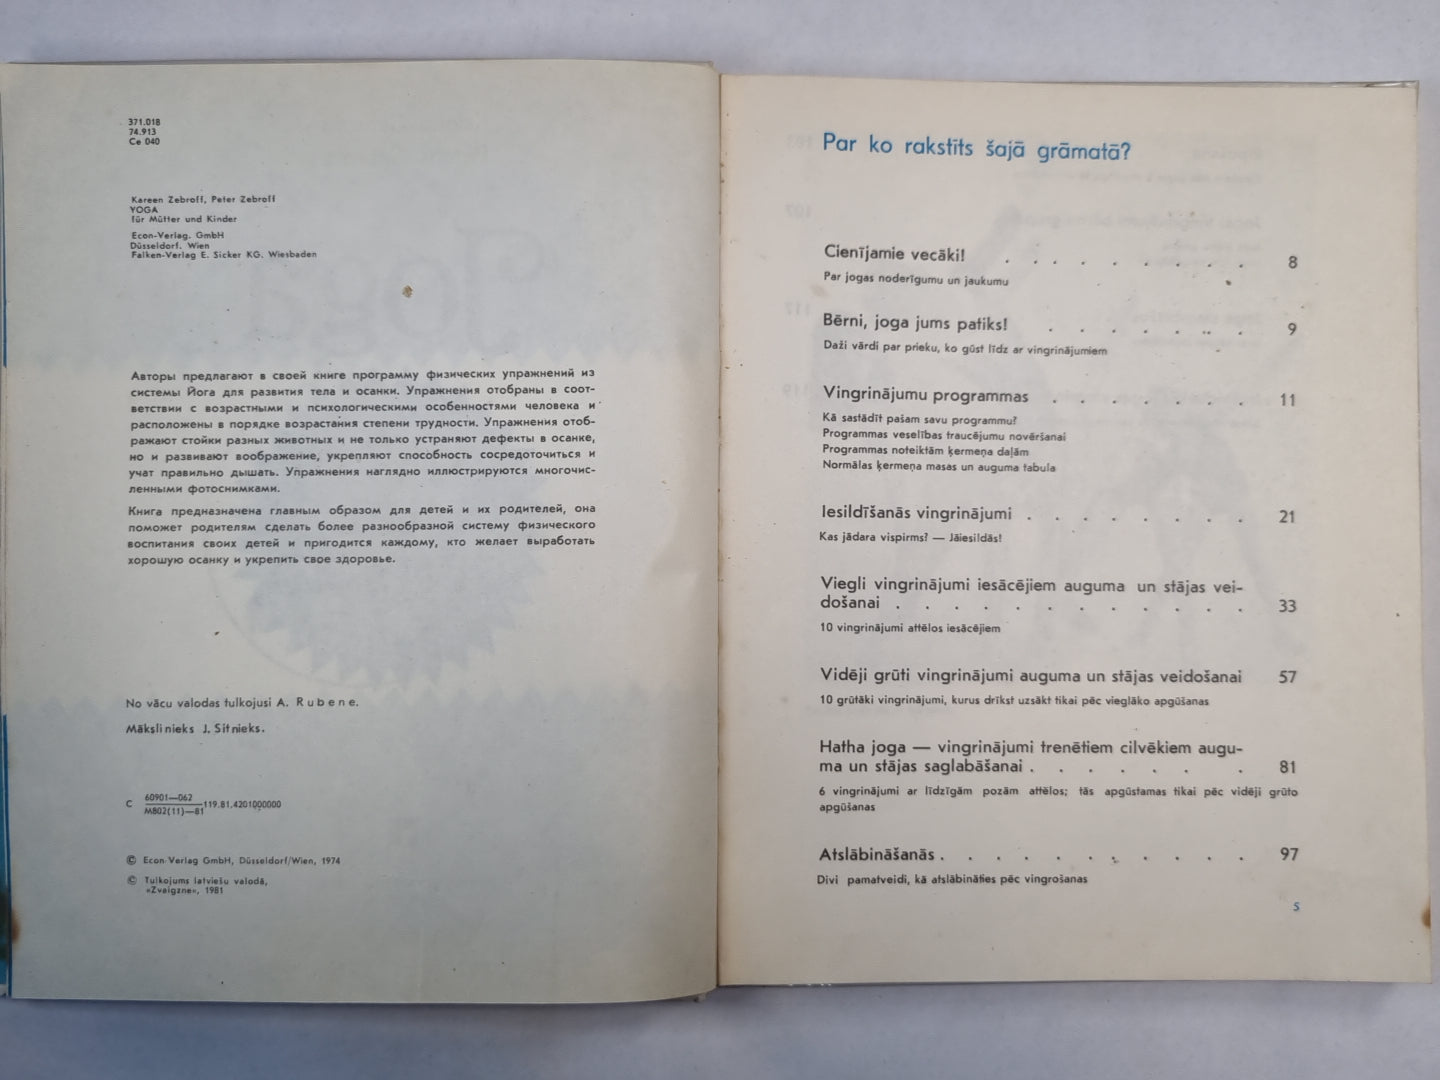 371.018
74.913
Ce 040
Kareen Zebroff, Peter Zebroff
YOGA
für Mütter und Kinder
Econ-Verlag. GmbH
Düsseldorf. Wien
Falken-Verlag E. Sicker KG. Wiesbaden
Авторы предлагают в своей книге программу физических упражнений из
системы Йога для развития тела и осанки. Упражнения отобраны в соот-
ветствии с возрастными и психологическими особенностями человека и
расположены в порядке возрастания степени трудности. Упражнения отоб-
ражают стойки разных животных и не только устраняют дефекты в осанке,
но и развивают воображение, укрепляют способность сосредоточиться и
учат правильно дышать. Упражнения наглядно иллюстрируются многочис-
ленными фотоснимками.
Книга предназначена главным образом для детей и их родителей, она
поможет родителям сделать более разнообразной систему физического
воспитания своих детей и пригодится каждому, кто желает выработать
хорошую осанку и укрепить свое здоровье.
No vācu valodas tulkojusi A. Rubene.
Mākslinieks J. Sitnieks.
C 60901—062
M802(11)—81 119.81.4201000000
© Econ-Verlag GmbH, Düsseldorf/Wien, 1974
© Tulkojums latviešu valodā,
«Zvaigzne», 1981
Par ko rakstīts šajā grāmatā?
Cienījamie vecāki! . . . . . . . . . . 8
Par jogas noderīgumu un jaukumu
Bērni, joga jums patiks! . . . . . . . 9
Daži vārdi par prieku, ko gūst līdz ar vingrinājumiem
Vingrinājumu programmas . . . . . . . 11
Kā sastādīt pašam savu programmu?
Programmas veselības traucējumu novēršanai
Programmas noteiktām ķermeņa daļām
Normālas ķermeņa masas un auguma tabula
Iesildīšanās vingrinājumi . . . . . . . . 21
Kas jādara vispirms? — Jāiesildās!
Viegli vingrinājumi iesācējiem auguma un stājas vei-
došanai . . . . . . . . . . . . 33
10 vingrinājumi attēlos iesācējiem
Vidēji grūti vingrinājumi auguma un stājas veidošanai 57
10 grūtāki vingrinājumi, kurus drīkst uzsākt tikai pēc vieglāko apgūšanas
Hatha joga — vingrinājumi trenētiem cilvēkiem augu-
ma un stājas saglabāšanai . . . . . . . 81
6 vingrinājumi ar līdzīgām pozām attēlos; tās apgūstamas tikai pēc vidēji grūto
apgūšanas
Atslābināšanās . . . . . . . . . . . 97
Divi pamatveidi, kā atslābināties pēc vingrošanas
5